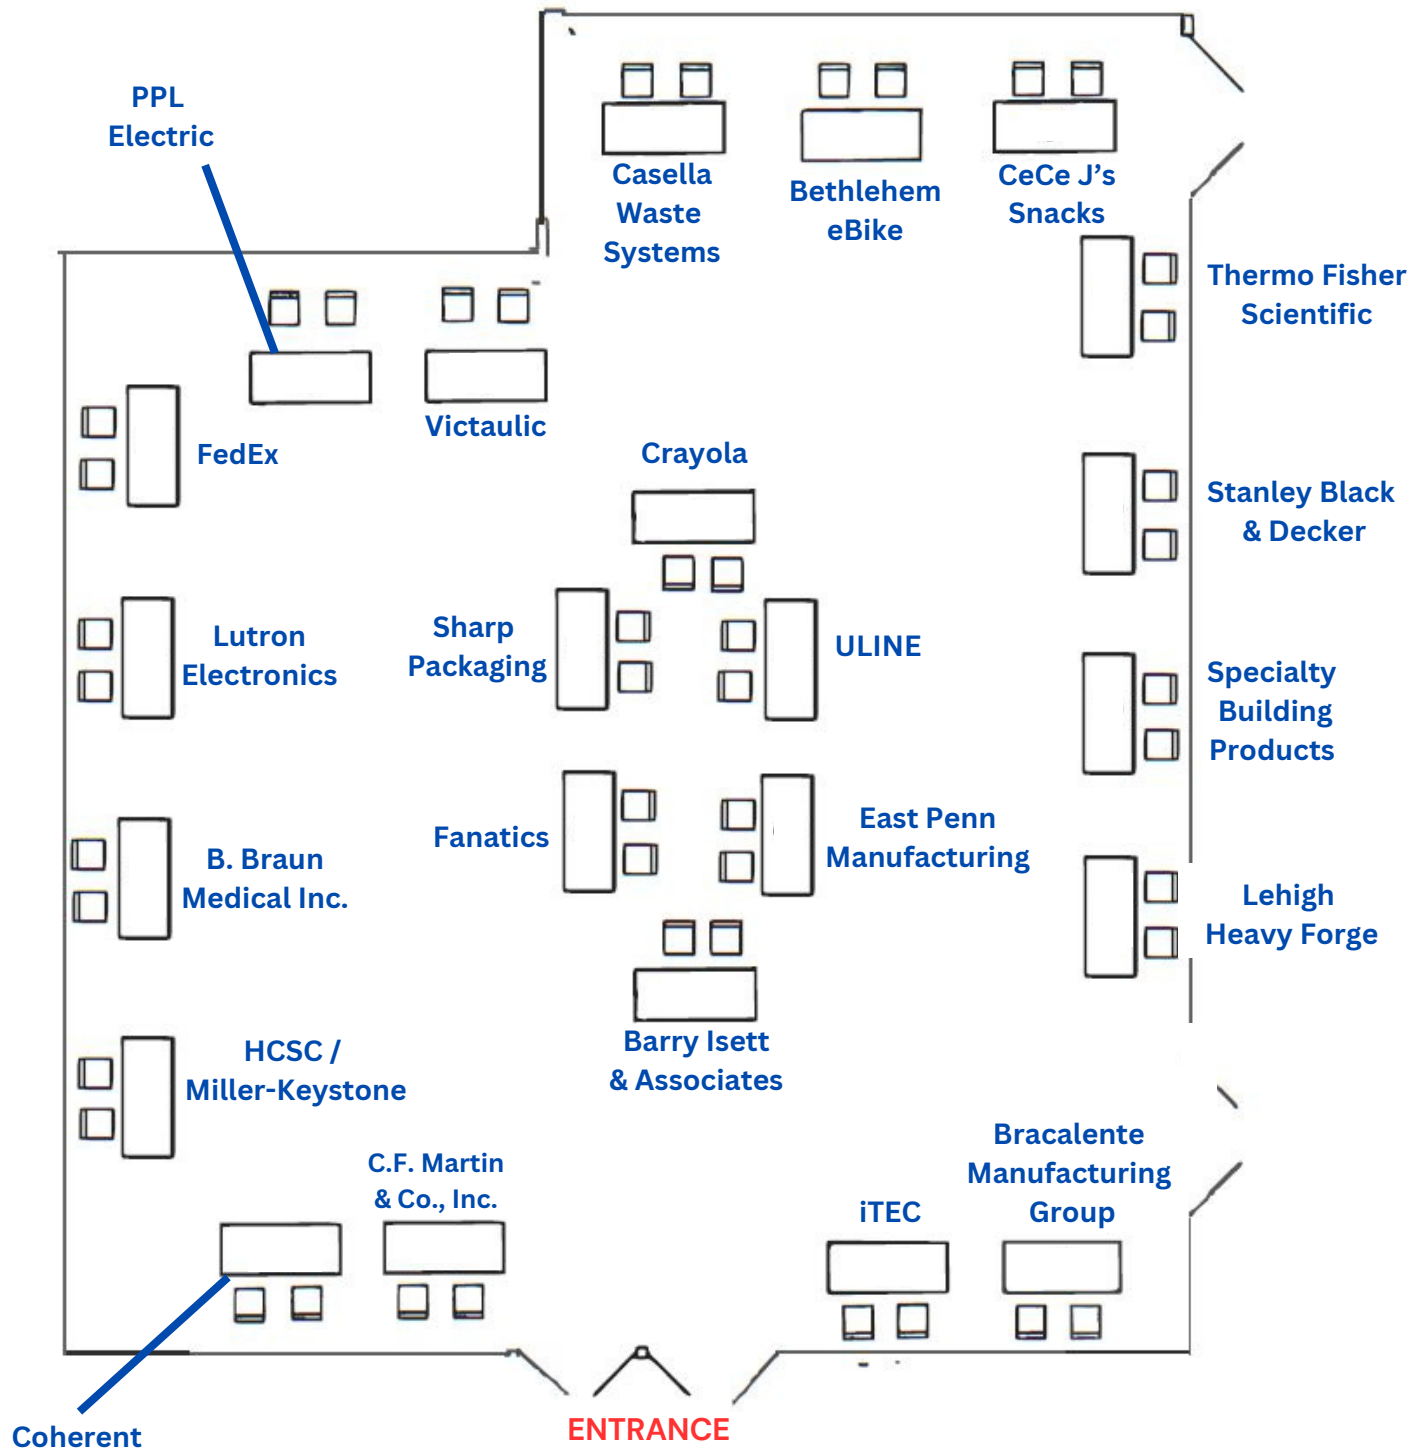 PPL
Electric
Casella
Waste
Systems
Bethlehem
eBike
CeCe J’s
Snacks
Thermo Fisher
Scientific
Victaulic
FedEx
Crayola
Stanley Black
& Decker
Lutron
Electronics
Sharp
Packaging
ULINE
Specialty
Building
Products
Fanatics
East Penn
Manufacturing
B. Braun
Medical Inc.
Lehigh
Heavy Forge
HCSC /
Miller-Keystone
Barry Isett
& Associates
C.F. Martin
& Co., Inc.
iTEC
Bracalente
Manufacturing
Group
Coherent
ENTRANCE